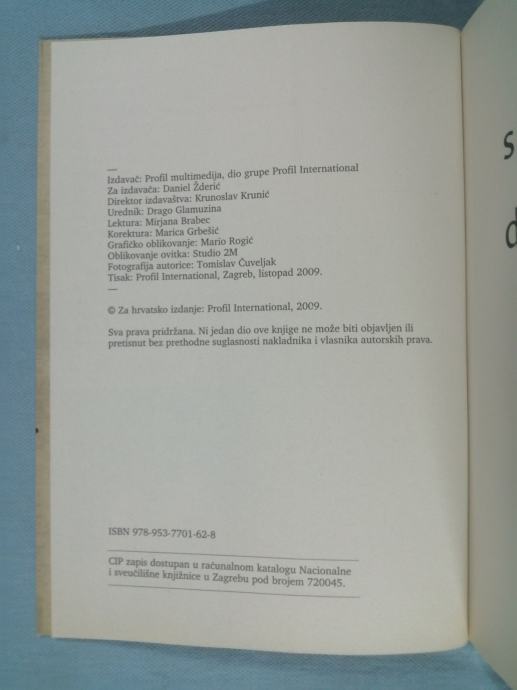 —
Izdavač: Profil multimedija, dio grupe Profil International
Za izdavača: Daniel Žderić
Direktor izdavaštva: Krunoslav Krunić
Urednik: Drago Glamuzina
Lektura: Mirjana Brabec
Korektura: Marica Grbešić
Grafičko oblikovanje: Mario Rogić
Oblikovanje ovitka: Studio 2M
Fotografija autorice: Tomislav Čuveljak
Tisak: Profil International, Zagreb, listopad 2009.
—
© Za hrvatsko izdanje: Profil International, 2009.
Sva prava pridržana. Ni jedan dio ove knjige ne može biti objavljen ili
pretisnut bez prethodne suglasnosti nakladnika i vlasnika autorskih prava.
ISBN 978-953-7701-62-8
CIP zapis dostupan u računalnom katalogu Nacionalne
i sveučilišne knjižnice u Zagrebu pod brojem 720045.